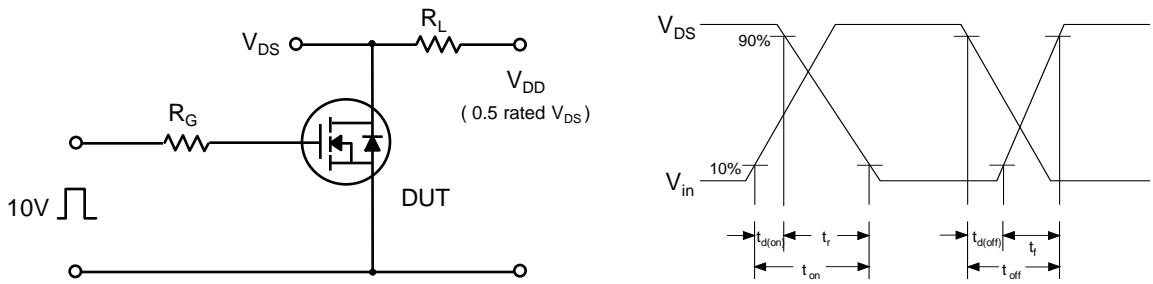 V_DS
R_L
V_DD
( 0.5 rated V_DS )
R_G
DUT
10V
V_DS
90%
10%
V_in
t_d(on)
t_r
t_on
t_d(off)
t_f
t_off